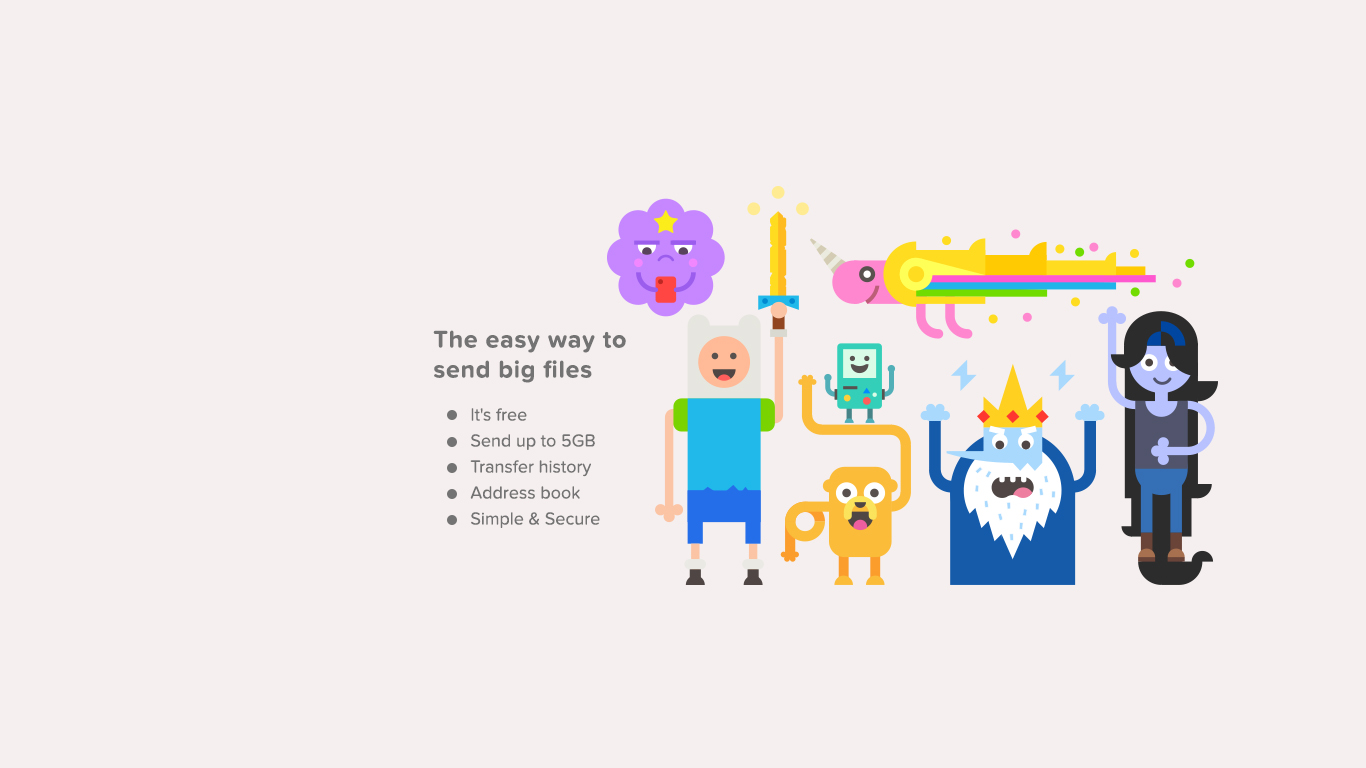 The easy way to
send big files
It's free
Send up to 5GB
Transfer history
Address book
Simple & Secure